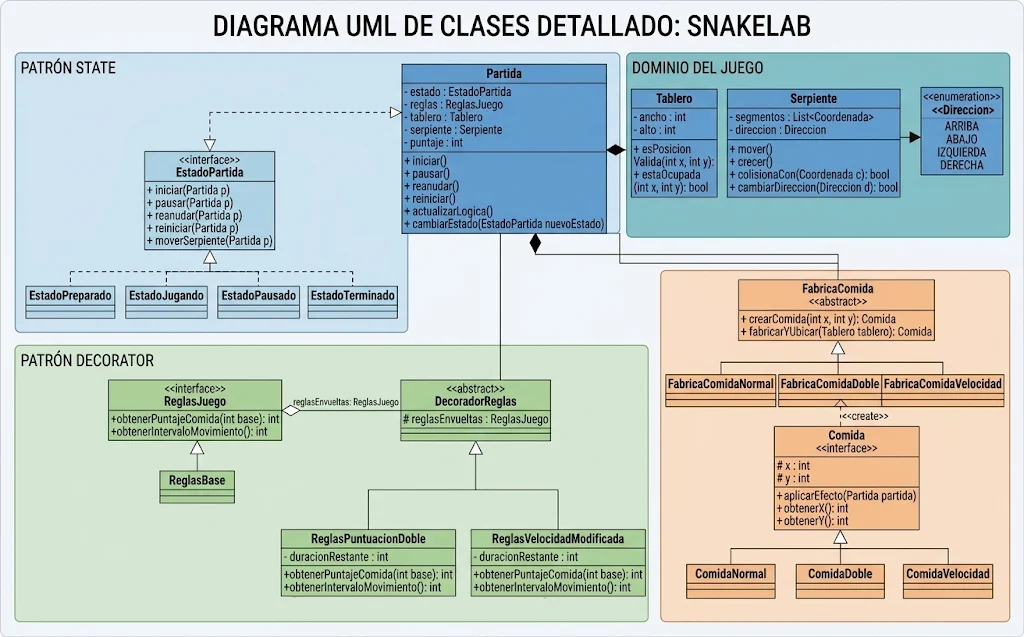 DIAGRAMA UML DE CLASES DETALLADO: SNAKELAB
PATRÓN STATE
Partida
- estado : EstadoPartida
- reglas : ReglasJuego
- tablero : Tablero
- serpiente : Serpiente
- puntaje : int
+ iniciar()
+ pausar()
+ reanudar()
+ reiniciar()
+ actualizarLogica()
+ cambiarEstado(EstadoPartida nuevoEstado)
<<interface>>
EstadoPartida
+ iniciar(Partida p)
+ pausar(Partida p)
+ reanudar(Partida p)
+ reiniciar(Partida p)
+ moverSerpiente(Partida p)
EstadoPreparado
EstadoJugando
EstadoPausado
EstadoTerminado
DOMINIO DEL JUEGO
Tablero
- ancho : int
- alto : int
+ esPosicion
Valida(int x, int y):
+ estaOcupada
(int x, int y): bool
Serpiente
- segmentos : List<Coordenada>
- direccion : Direccion
+ mover()
+ crecer()
+ colisionaCon(Coordenada c): bool
+ cambiarDireccion(Direccion d): bool
<<enumeration>>
<<Direccion>
ARRIBA
ABAJO
IZQUIERDA
DERECHA
PATRÓN DECORATOR
<<interface>>
ReglasJuego
+obtenerPuntajeComida(int base): int
+obtenerIntervaloMovimiento(): int
reglasEnvueltas: ReglasJuego
<<abstract>>
DecoradorReglas
# reglasEnvueltas : ReglasJuego
ReglasBase
ReglasPuntuacionDoble
- duracionRestante : int
+obtenerPuntajeComida(int base): int
+obtenerIntervaloMovimiento(): int
ReglasVelocidadModificada
- duracionRestante : int
+obtenerPuntajeComida(int base): int
+obtenerIntervaloMovimiento(): int
FabricaComida
<<abstract>>
+ crearComida(int x, int y): Comida
+ fabricarYUbicar(Tablero tablero): Comida
FabricaComidaNormal
FabricaComidaDoble
FabricaComidaVelocidad
<<create>>
Comida
<<interface>>
# x : int
# y : int
+aplicarEfecto(Partida partida)
+ obtenerX(): int
+ obtenerY(): int
ComidaNormal
ComidaDoble
ComidaVelocidad